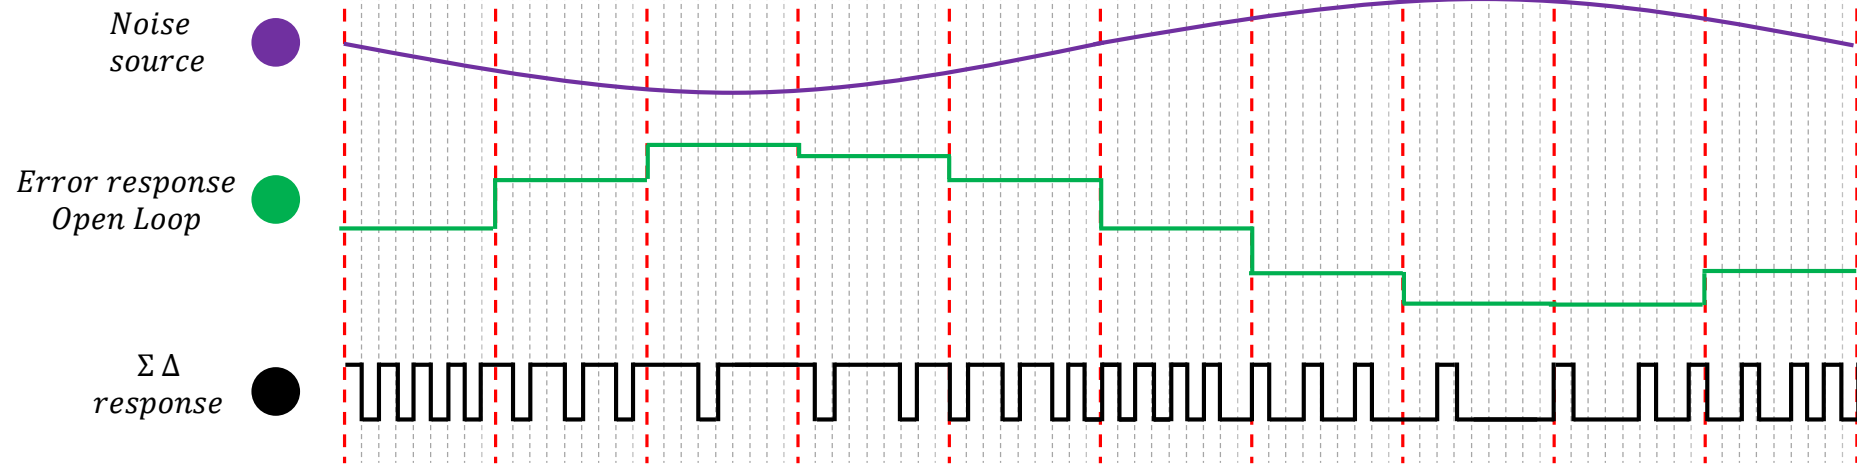 Noise
source
Error response
Open Loop
Σ Δ
response